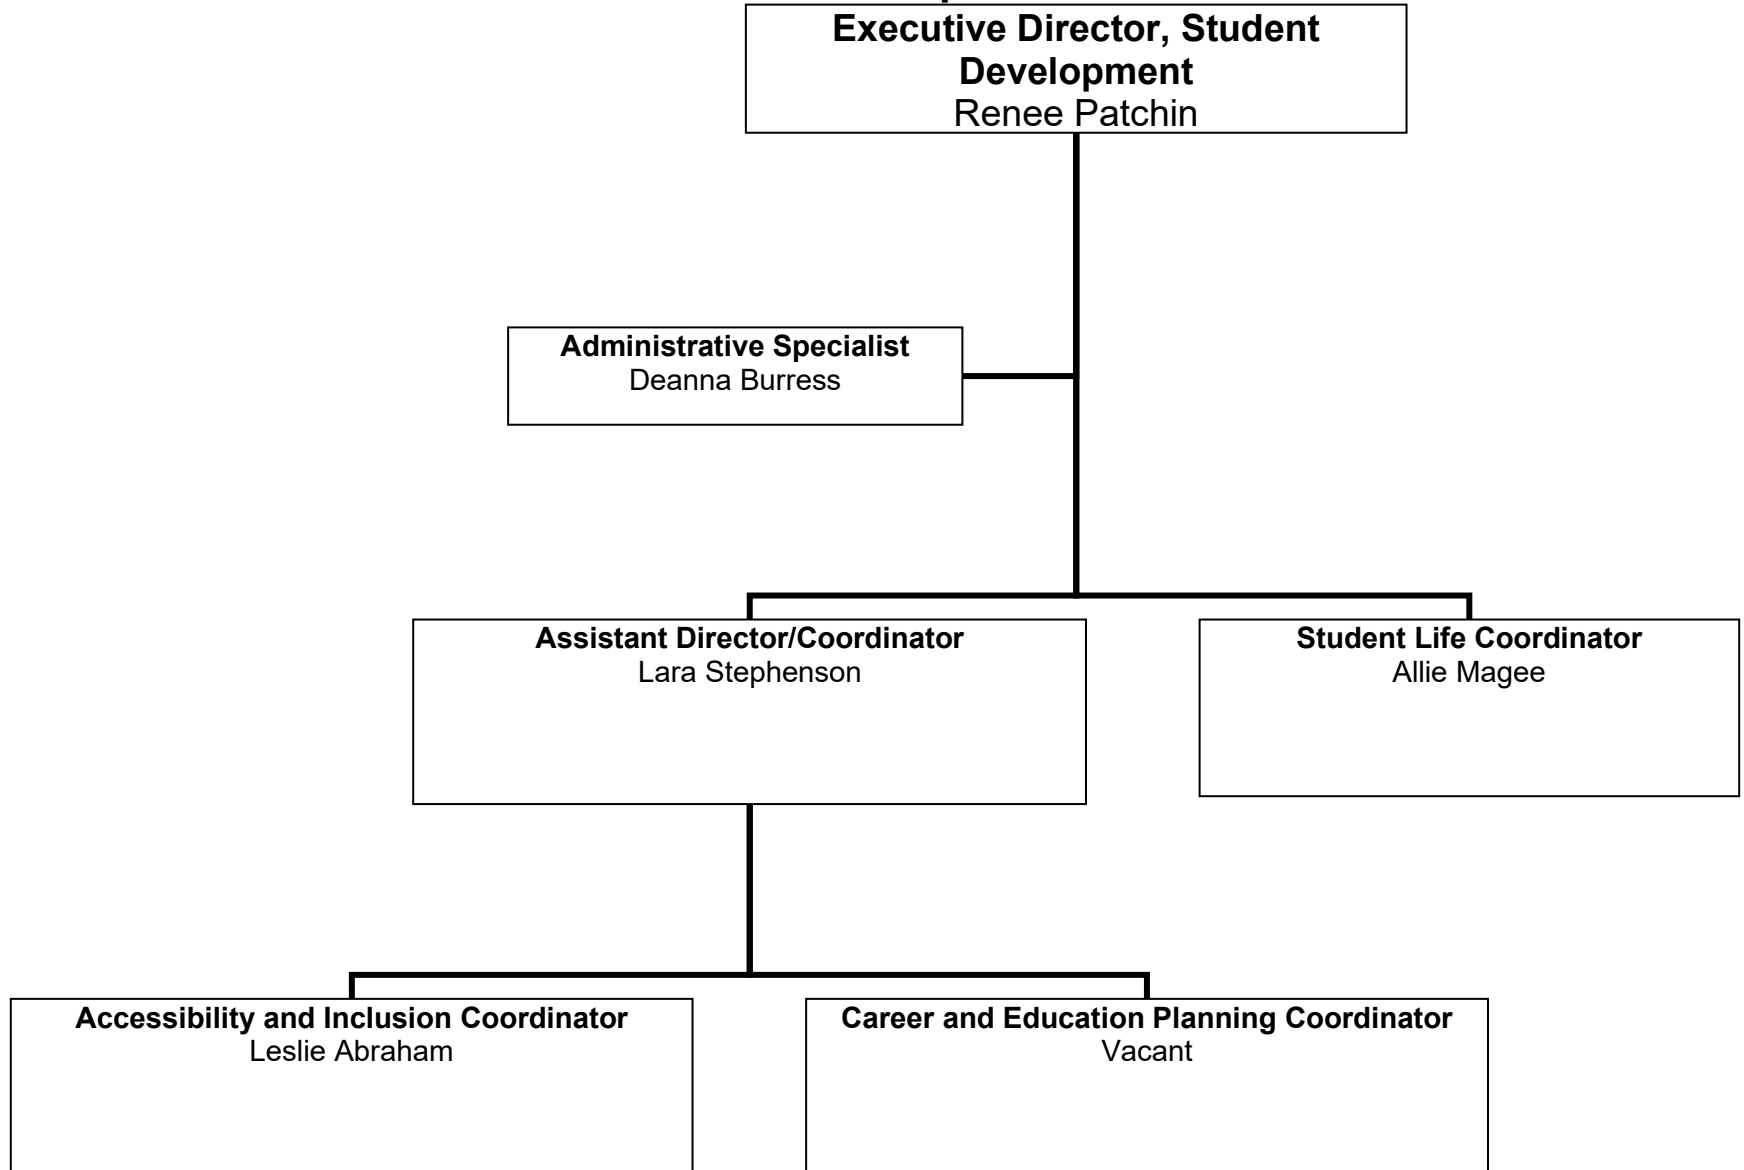 Executive Director, Student
Development
Renee Patchin
Administrative Specialist
Deanna Burress
Assistant Director/Coordinator
Lara Stephenson
Student Life Coordinator
Allie Magee
Accessibility and Inclusion Coordinator
Leslie Abraham
Career and Education Planning Coordinator
Vacant